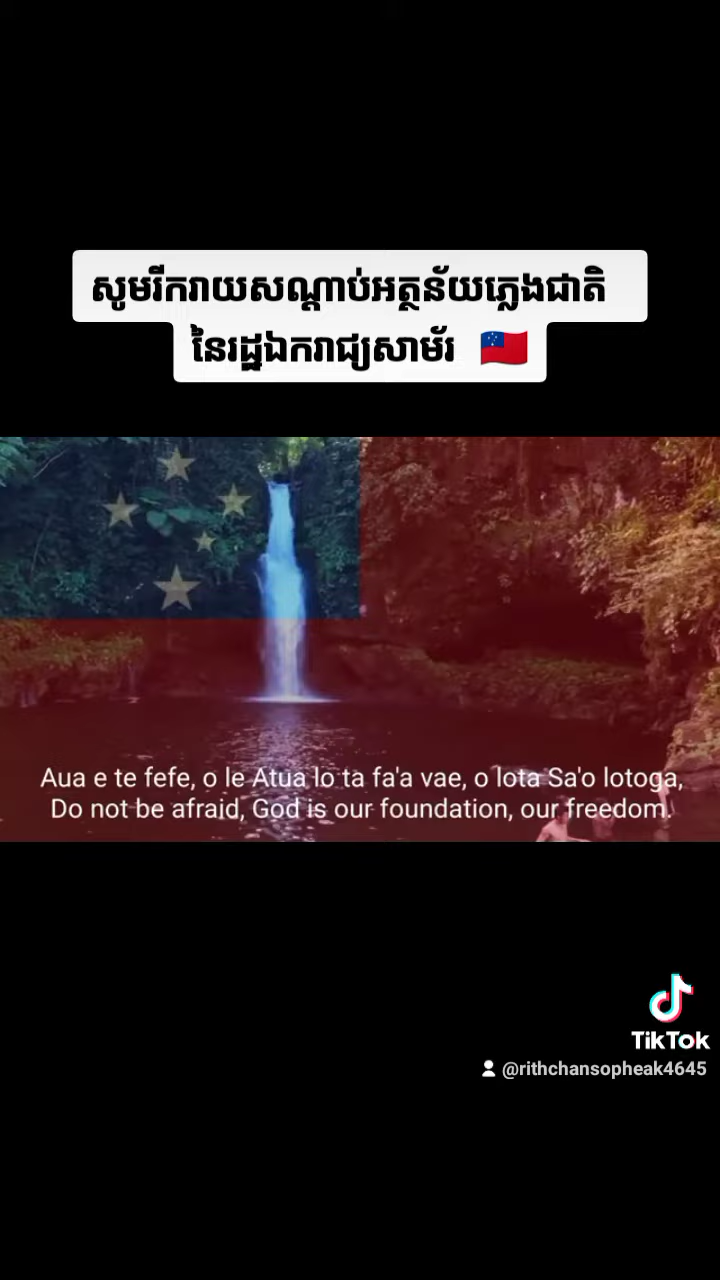 សូមរីករាយសណ្តាប់អត្ថន័យភ្លេងជាតិ
នៃរដ្ឋឯករាជ្យសាម័រ 🇼🇸
Aua e te fefe, o le Atua lo ta fa'a vae, o lota Sa'o lotoga,
Do not be afraid, God is our foundation, our freedom.
TikTok
@rithchansopheak4645